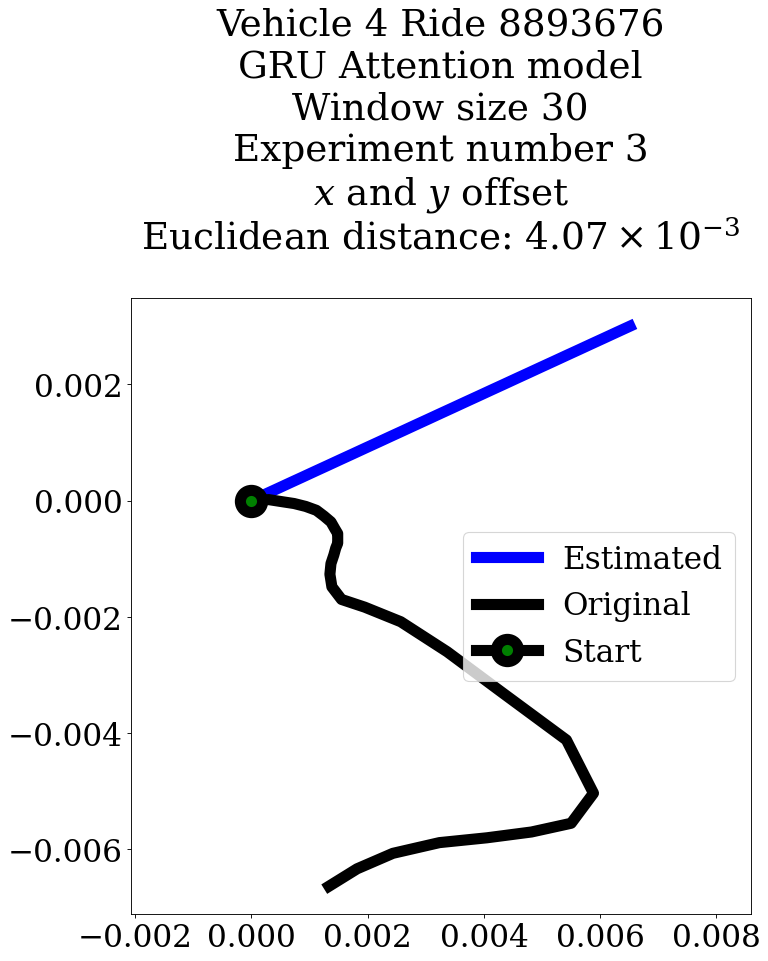 Vehicle 4 Ride 8893676
GRU Attention model
Window size 30
Experiment number 3
x and y offset
Euclidean distance: 4.07 × 10⁻³
0.002
0.000
−0.002
−0.004
−0.006
Estimated
Original
Start
−0.002 0.000 0.002 0.004 0.006 0.008